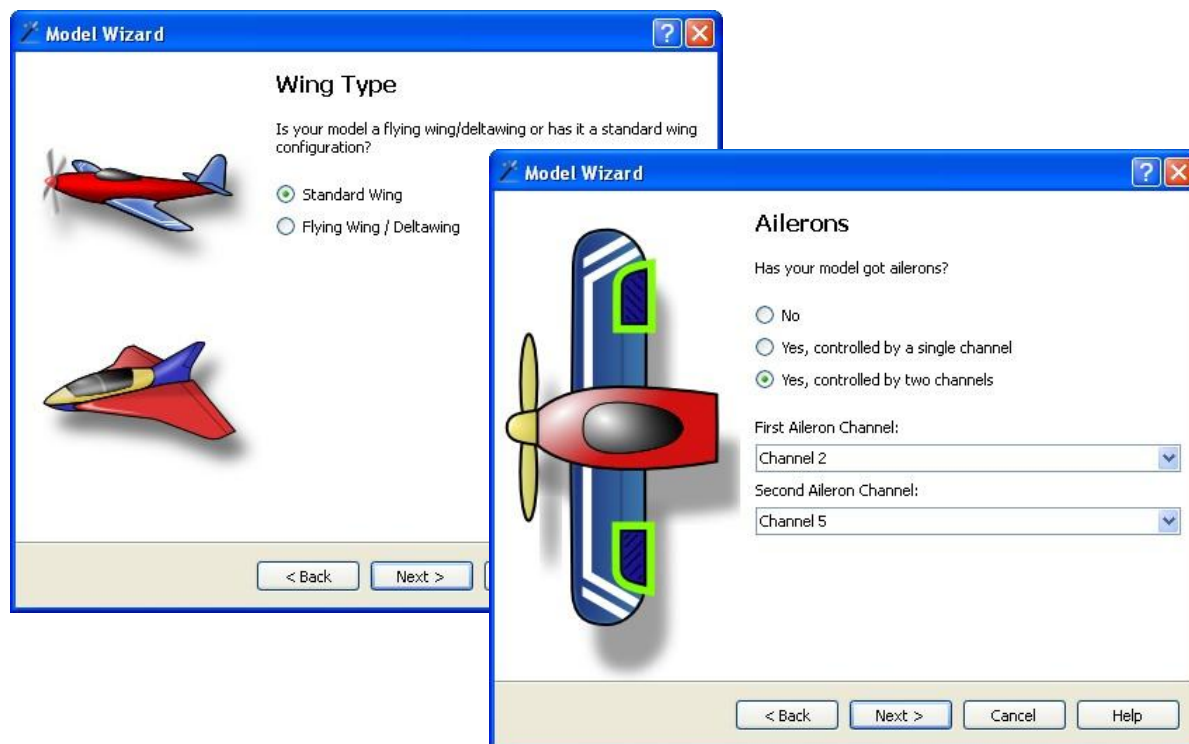 Model Wizard
Wing Type
Is your model a flying wing/deltawing or has it a standard wing
configuration?
Standard Wing
Flying Wing / Deltawing
< Back
Next >
Model Wizard
Ailerons
Has your model got ailerons?
No
Yes, controlled by a single channel
Yes, controlled by two channels
First Aileron Channel:
Channel 2
Second Aileron Channel:
Channel 5
< Back
Next >
Cancel
Help